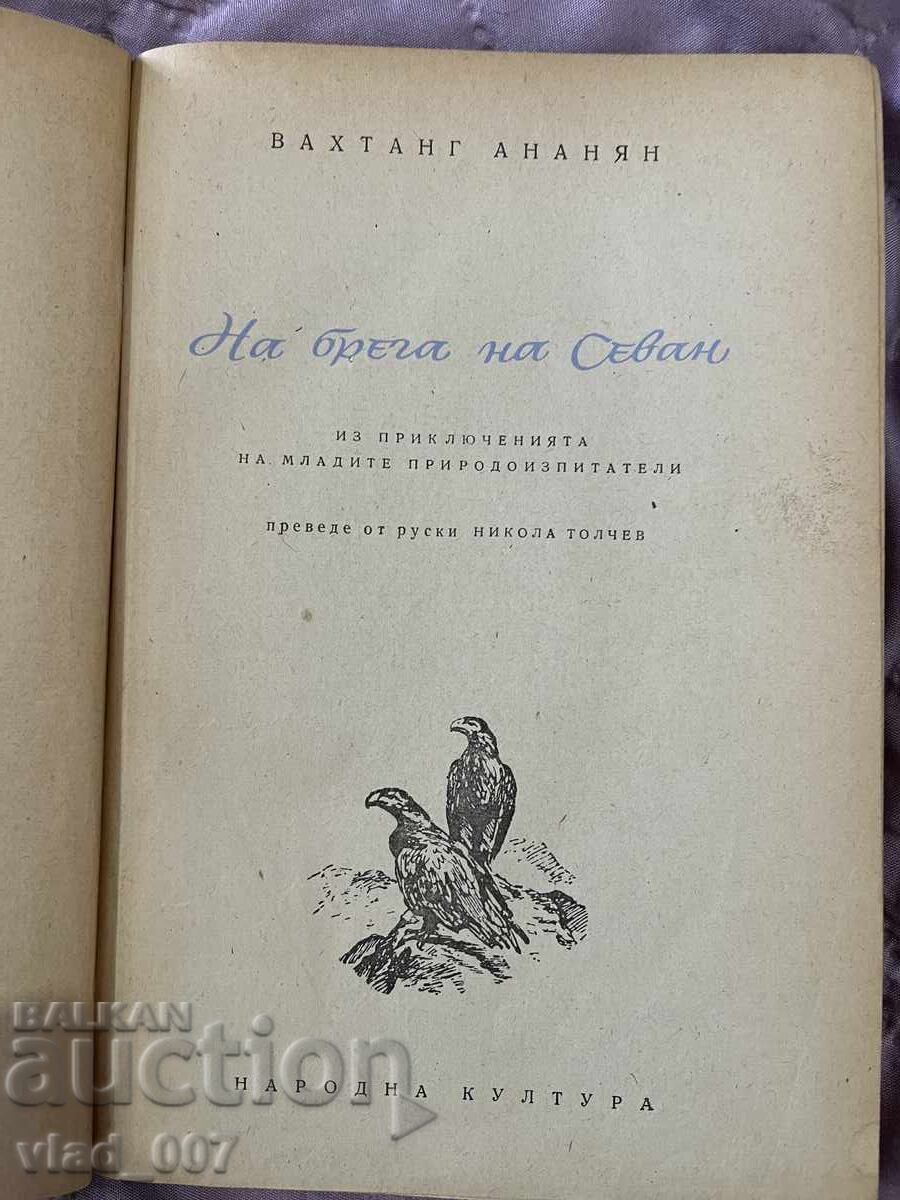 ВАХТАНГ АНАНЯН
На брега на Севан
ИЗ ПРИКЛЮЧЕНИЯТА
НА МЛАДИТЕ ПРИРОДОИЗПИТАТЕЛИ
преведе от руски НИКОЛА ТОЛЧЕВ
BALKAN
auction
НАРОДНА КУЛТУРА
vlad_007